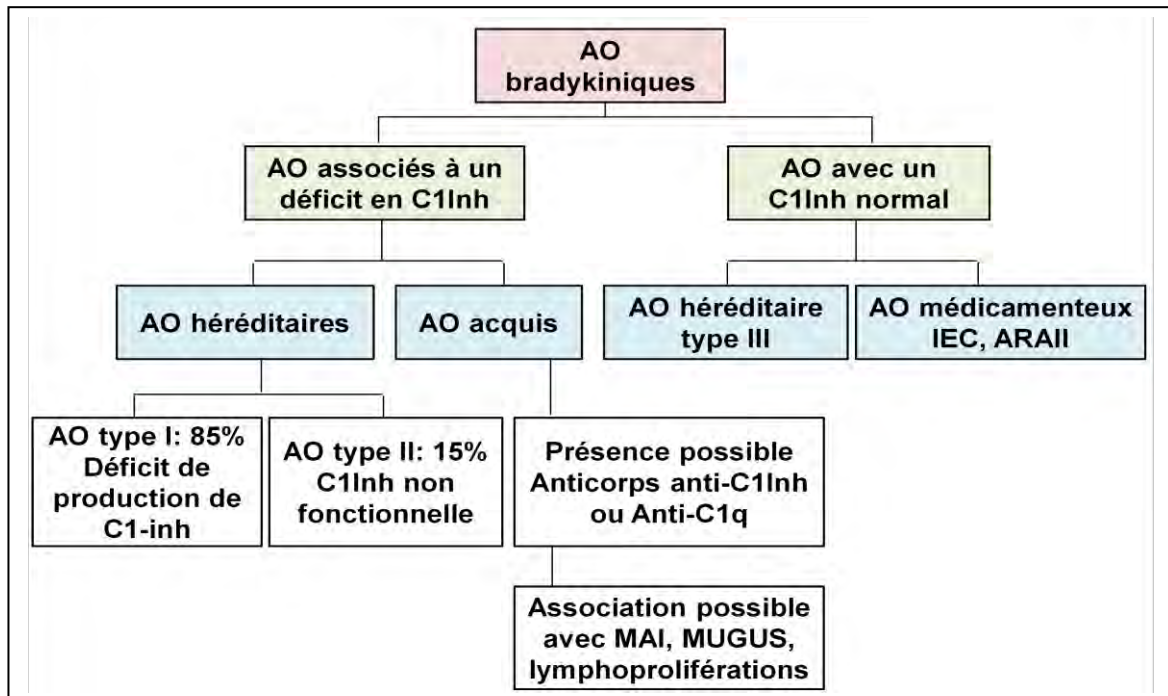 AO
bradykiniques
AO associés à un
déficit en C1Inh
AO avec un
C1Inh normal
AO héréditaires
AO acquis
AO héréditaire
type III
AO médicamenteux
IEC, ARAII
AO type I: 85%
Déficit de
production de
C1-inh
AO type II: 15%
C1Inh non
fonctionnelle
Présence possible
Anticorps anti-C1Inh
ou Anti-C1q
Association possible
avec MAI, MUGUS,
lymphoproliférations